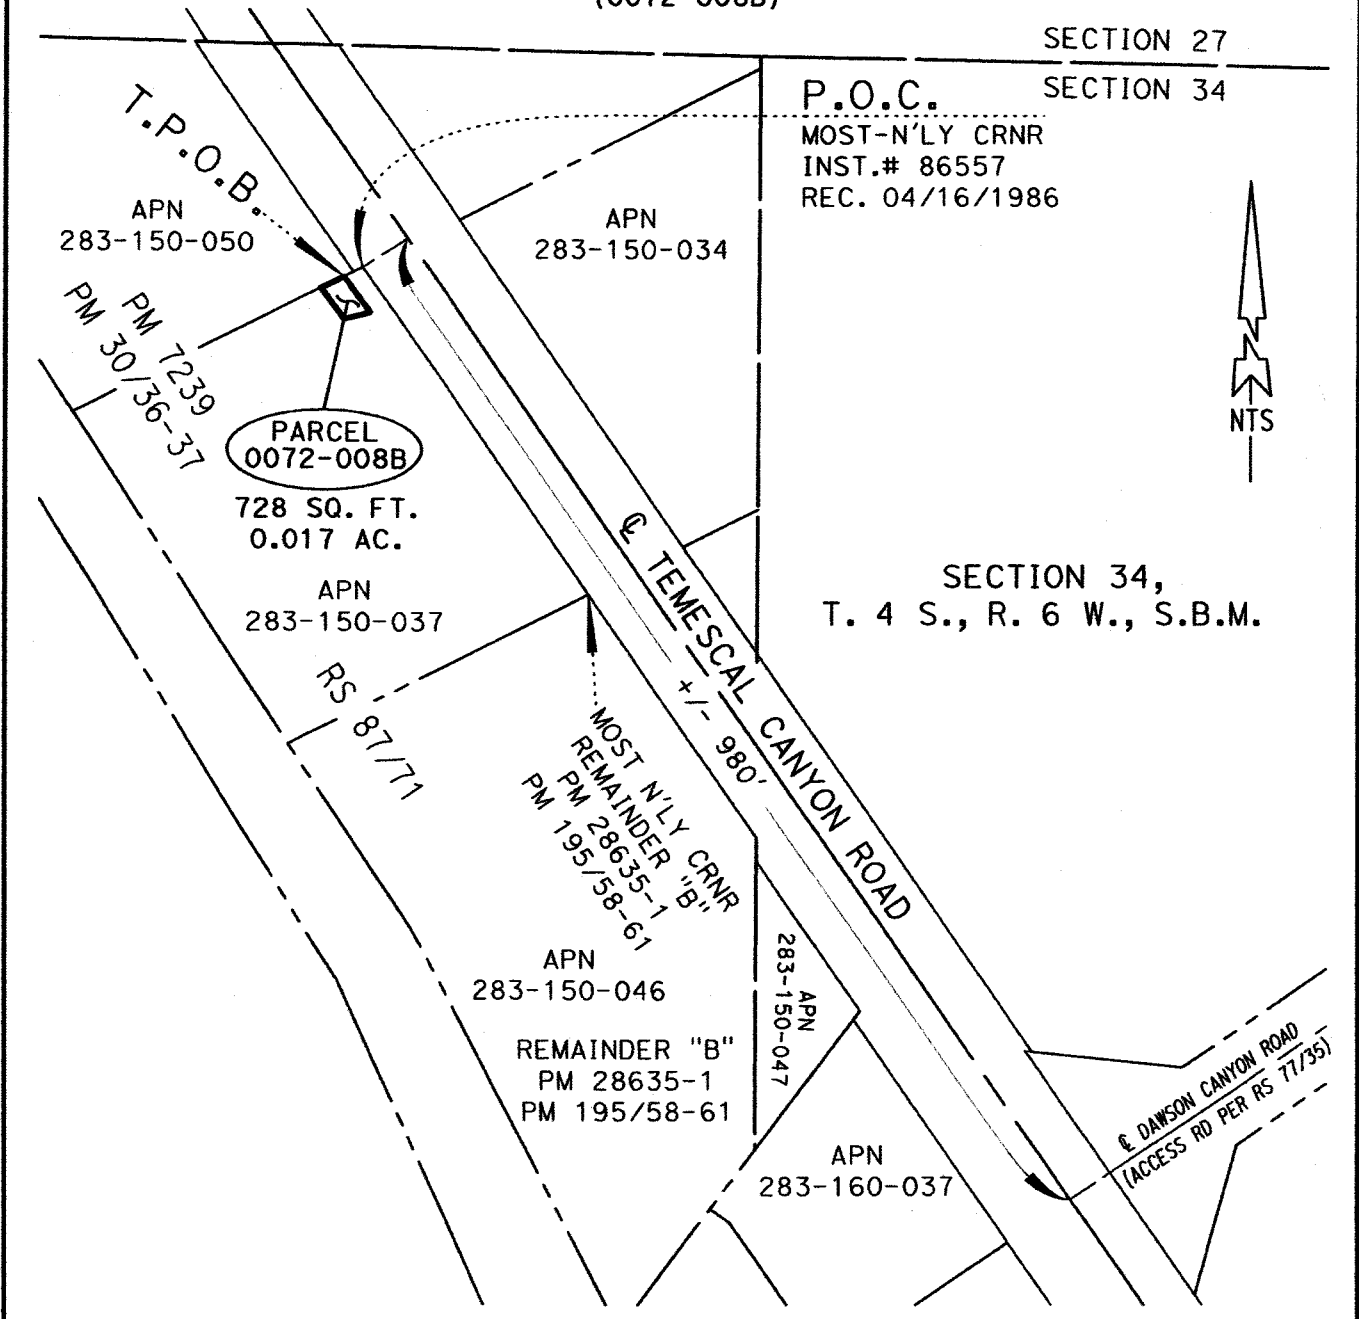 (0072-008B)
SECTION 27
SECTION 34
P.O.C.
MOST-N'LY CRNR
INST.# 86557
REC. 04/16/1986
T.P.O.B.
APN
283-150-050
APN
283-150-034
PM 7239
PM 30/36-37
NTS
PARCEL
0072-008B
728 SQ. FT.
0.017 AC.
APN
283-150-037
℄ TEMESCAL CANYON ROAD
+/- 980'
SECTION 34,
T. 4 S., R. 6 W., S.B.M.
RS 87/71
MOST N'LY CRNR
REMAINDER "B"
PM 28635-1
PM 195/58-61
APN
283-150-046
REMAINDER "B"
PM 28635-1
PM 195/58-61
APN
283-150-047
APN
283-160-037
℄ DAWSON CANYON ROAD
(ACCESS RD PER RS 77/35)